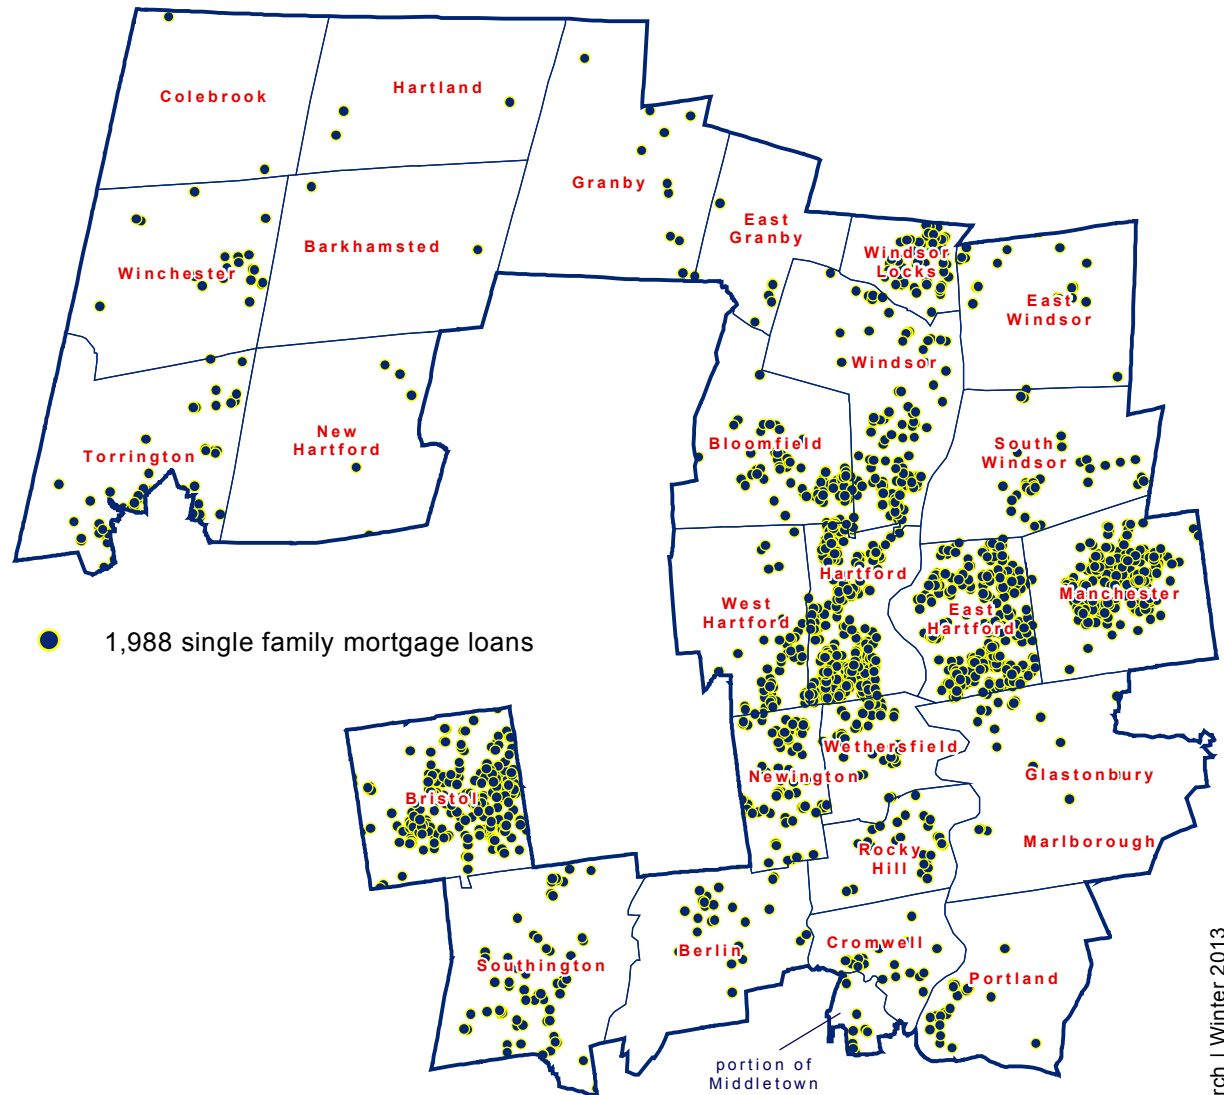 Colebrook
Hartland
Granby
East
Granby
Windsor
Locks
East
Windsor
Barkhamsted
Winchester
Windsor
New
Hartford
Torrington
Bloomfield
South
Windsor
Hartford
West
Hartford
East
Hartford
Manchester
1,988 single family mortgage loans
Wethersfield
Newington
Glastonbury
Bristol
Rocky
Hill
Marlborough
Cromwell
Berlin
Southington
Portland
portion of
Middletown
rch | Winter 2013